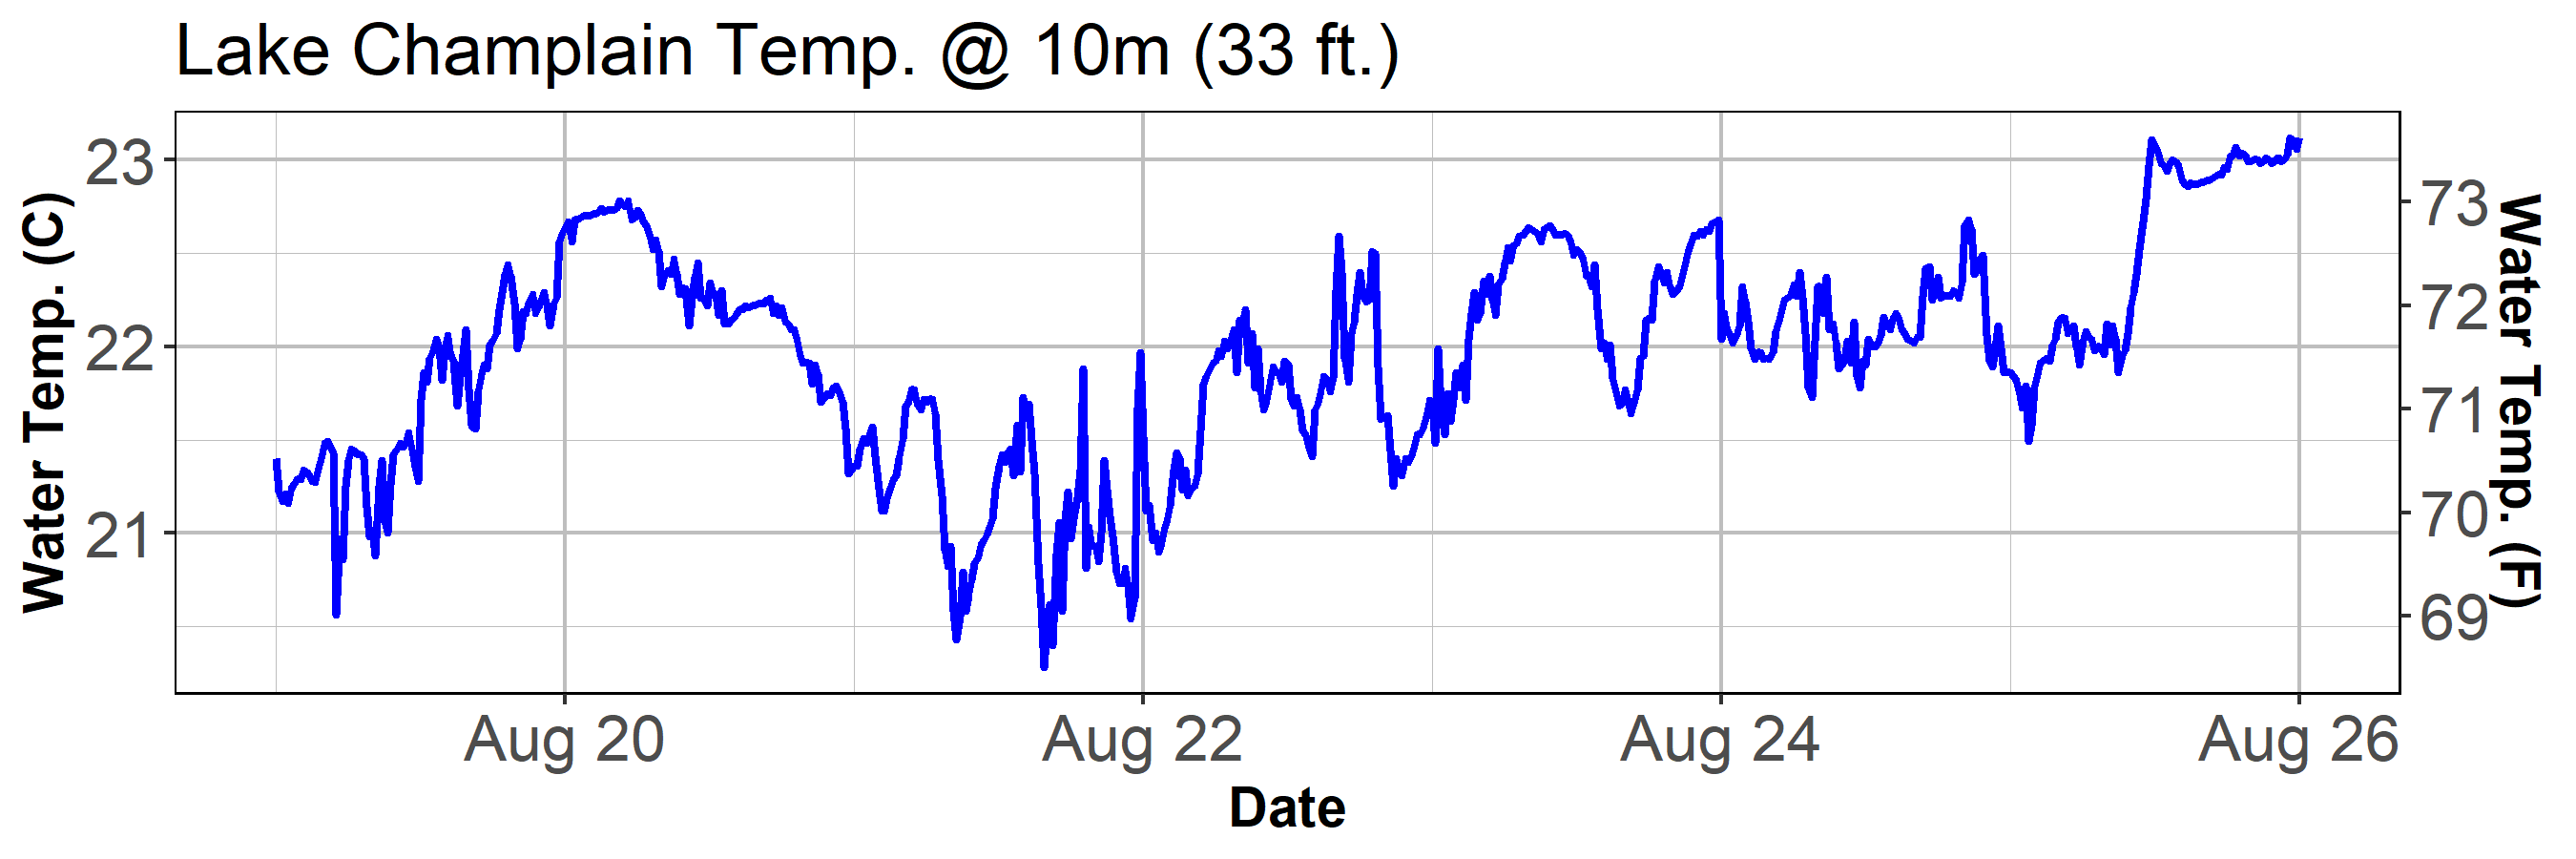 Lake Champlain Temp. @ 10m (33 ft.)
Water Temp. (C)
23
22
21
73
72
71
70
69
Water Temp. (F)
Aug 20 Aug 22 Aug 24 Aug 26
Date